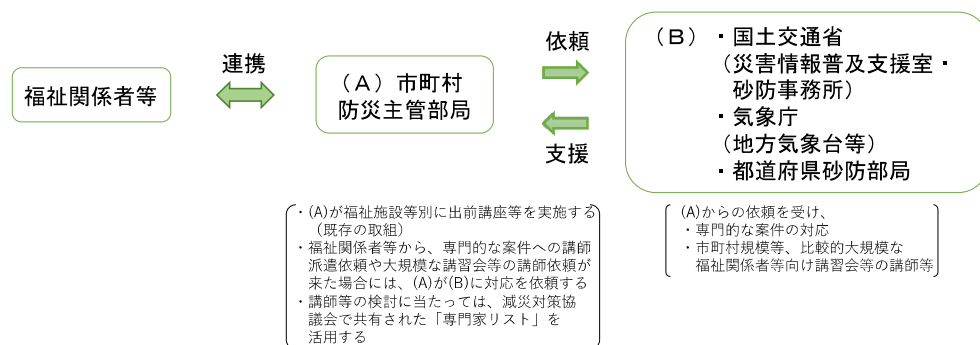 福祉関係者等
連携
（Ａ）市町村
防災主管部局
依頼
支援
（Ｂ）・国土交通省
（災害情報普及支援室・
砂防事務所）
・気象庁
（地方気象台等）
・都道府県砂防部局
・(A)が福祉施設等別に出前講座等を実施する
（既存の取組）
・福祉関係者等から、専門的な案件への講師
派遣依頼や大規模な講習会等の講師依頼が
来た場合には、(A)が(B)に対応を依頼する
・講師等の検討に当たっては、減災対策協
議会で共有された「専門家リスト」を
活用する
(A)からの依頼を受け、
・専門的な案件の対応
・市町村規模等、比較的大規模な
福祉関係者等向け講習会等の講師等